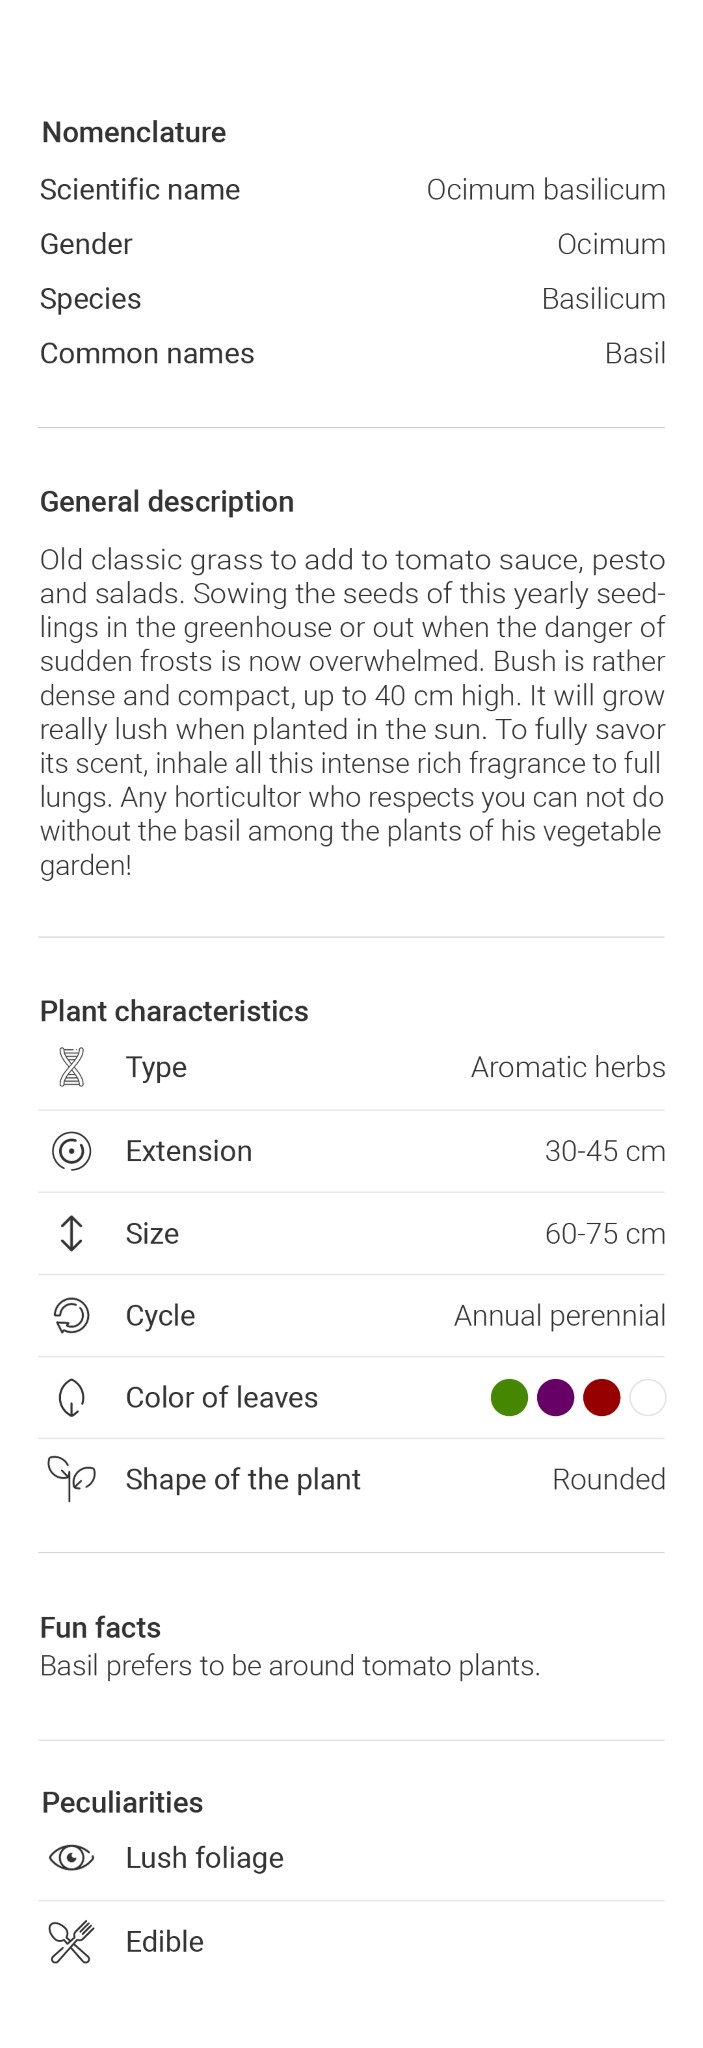 Nomenclature
Scientific name Ocimum basilicum
Gender Ocimum
Species Basilicum
Common names Basil
General description
Old classic grass to add to tomato sauce, pesto
and salads. Sowing the seeds of this yearly seed-
lings in the greenhouse or out when the danger of
sudden frosts is now overwhelmed. Bush is rather
dense and compact, up to 40 cm high. It will grow
really lush when planted in the sun. To fully savor
its scent, inhale all this intense rich fragrance to full
lungs. Any horticultor who respects you can not do
without the basil among the plants of his vegetable
garden!
Plant characteristics
Type Aromatic herbs
Extension 30-45 cm
Size 60-75 cm
Cycle Annual perennial
Color of leaves
Shape of the plant Rounded
Fun facts
Basil prefers to be around tomato plants.
Peculiarities
Lush foliage
Edible